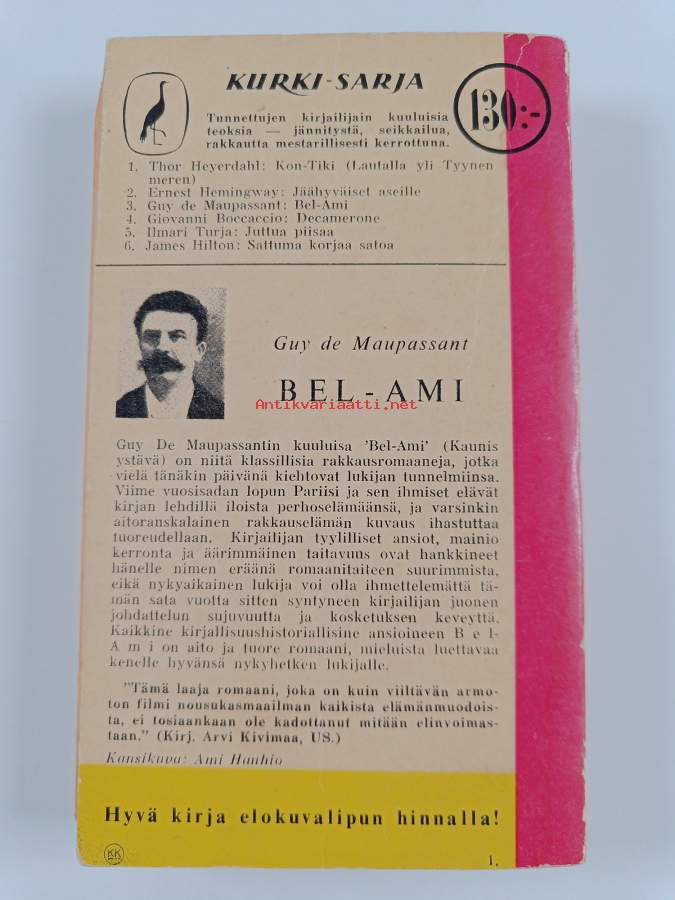 KURKI-SARJA
130:-
Tunnettujen kirjailijain kuuluisia
teoksia — jännitystä, seikkailua,
rakkautta mestarillisesti kerrottuna.
1. Thor Heyerdahl: Kon-Tiki (Lautalla yli Tyynen
meren)
2. Ernest Hemingway: Jäähyväiset aseille
3. Guy de Maupassant: Bel-Ami
4. Giovanni Boccaccio: Decamerone
5. Ilmari Turja: Juttua piisaa
6. James Hilton: Sattuma korjaa satoa
Guy de Maupassant
BEL-AMI
Antikvariaatti.net
Guy De Maupassantin kuuluisa 'Bel-Ami' (Kaunis
ystävä) on niitä klassillisia rakkausromaaneja, jotka
vielä tänäkin päivänä kiehtovat lukijan tunnelmiinsa.
Viime vuosisadan lopun Pariisi ja sen ihmiset elävät
kirjan lehdillä iloista perhoselämäänsä, ja varsinkin
aitoranskalainen rakkauselämän kuvaus ihastuttaa
tuoreudellaan. Kirjailijan tyylilliset ansiot, mainio
kerronta ja äärimmäinen taitavuus ovat hankkineet
hänelle nimen eräänä romaanitaiteen suurimmista,
eikä nykyaikainen lukija voi olla ihmettelemättä tä-
män sata vuotta sitten syntyneen kirjailijan juonen
johdattelun sujuvuutta ja kosketuksen keveyttä.
Kaikkine kirjallisuushistoriallisine ansioineen Bel-
Ami on aito ja tuore romaani, mieluista luettavaa
kenelle hyvänsä nykyhetken lukijalle.
"Tämä laaja romaani, joka on kuin viiltävän armo-
ton filmi nousukasmaailman kaikista elämänmuodois-
ta, ei tosiaankaan ole kadottanut mitään elinvoimas-
taan." (Kirj. Arvi Kivimaa, US.)
Kansikuva: Ami Hauhio
Hyvä kirja elokuvalipun hinnalla!
KK
1.